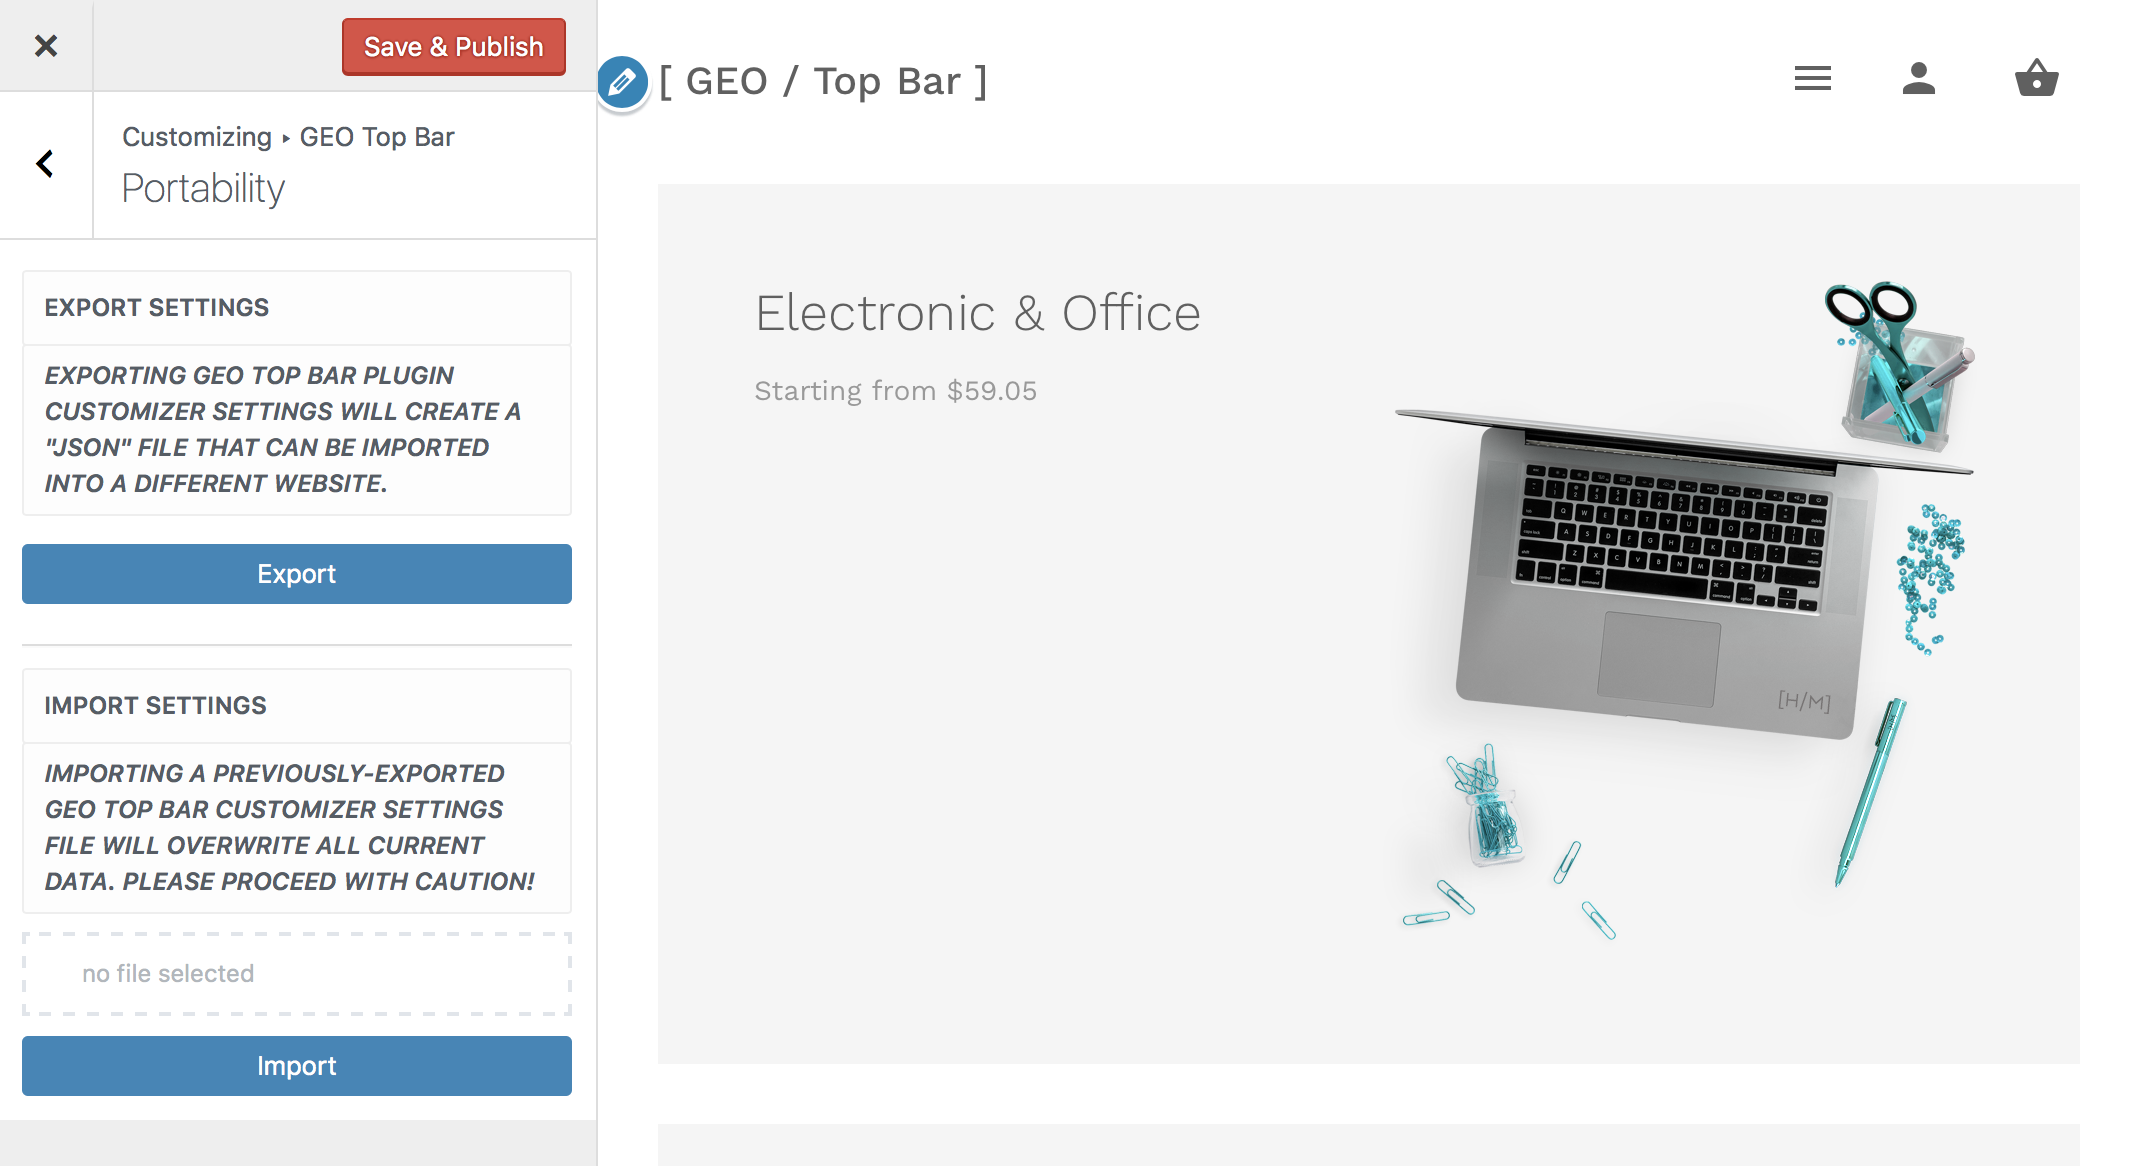 Save & Publish
Customizing ▸ GEO Top Bar
Portability
EXPORT SETTINGS
EXPORTING GEO TOP BAR PLUGIN
CUSTOMIZER SETTINGS WILL CREATE A
"JSON" FILE THAT CAN BE IMPORTED
INTO A DIFFERENT WEBSITE.
Export
IMPORT SETTINGS
IMPORTING A PREVIOUSLY-EXPORTED
GEO TOP BAR CUSTOMIZER SETTINGS
FILE WILL OVERWRITE ALL CURRENT
DATA. PLEASE PROCEED WITH CAUTION!
no file selected
Import
[ GEO / Top Bar ]
Electronic & Office
Starting from $59.05
[H/M]